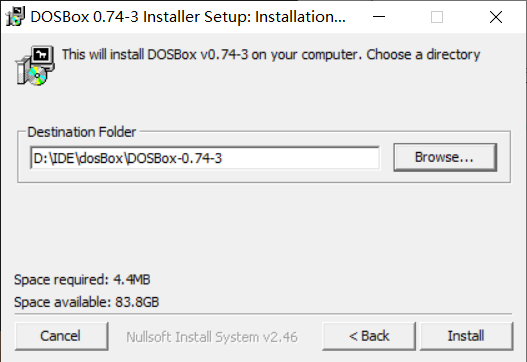 DOSBox 0.74-3 Installer Setup: Installation...
This will install DOSBox v0.74-3 on your computer. Choose a directory
Destination Folder
D:\IDE\dosBox\DOSBox-0.74-3
Browse...
Space required: 4.4MB
Space available: 83.8GB
Cancel
Nullsoft Install System v2.46
< Back
Install